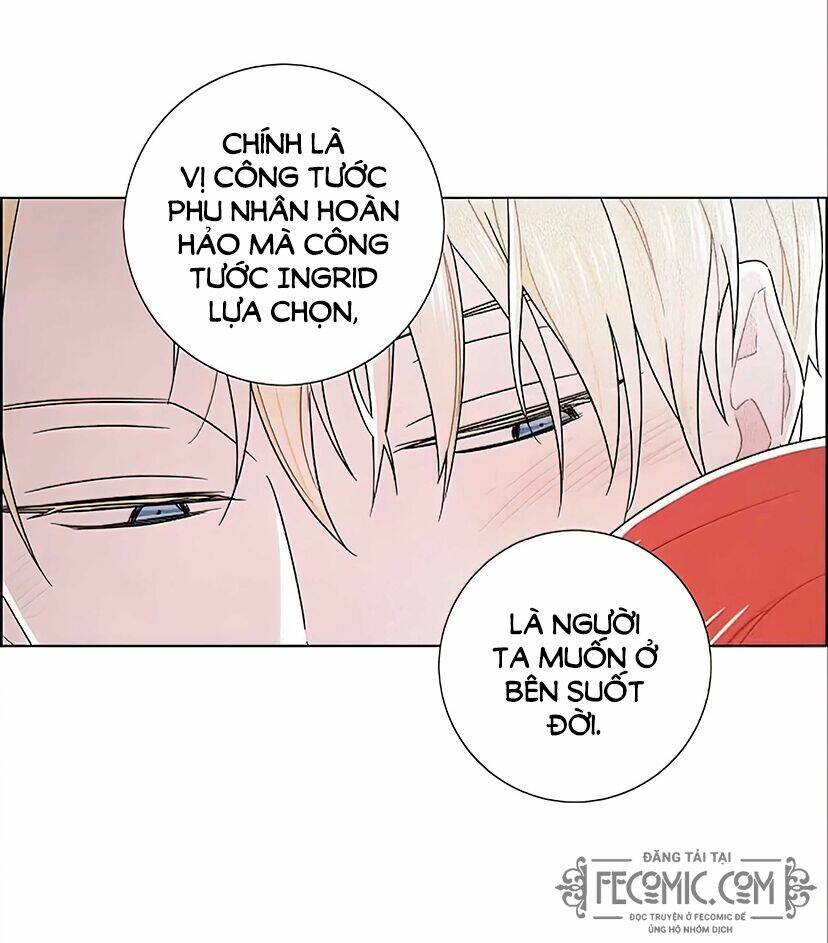 CHÍNH LÀ
VỊ CÔNG TƯỚC
PHU NHÂN HOÀN
HẢO MÀ CÔNG
TƯỚC INGRID
LỰA CHỌN,
LÀ NGƯỜI
TA MUỐN Ở
BÊN SUỐT
ĐỜI.
ĐĂNG TẢI TẠI
FECOMIC.COM
ĐỌC TRUYỆN Ở FECOMIC ĐỂ
ỦNG HỘ NHÓM DỊCH